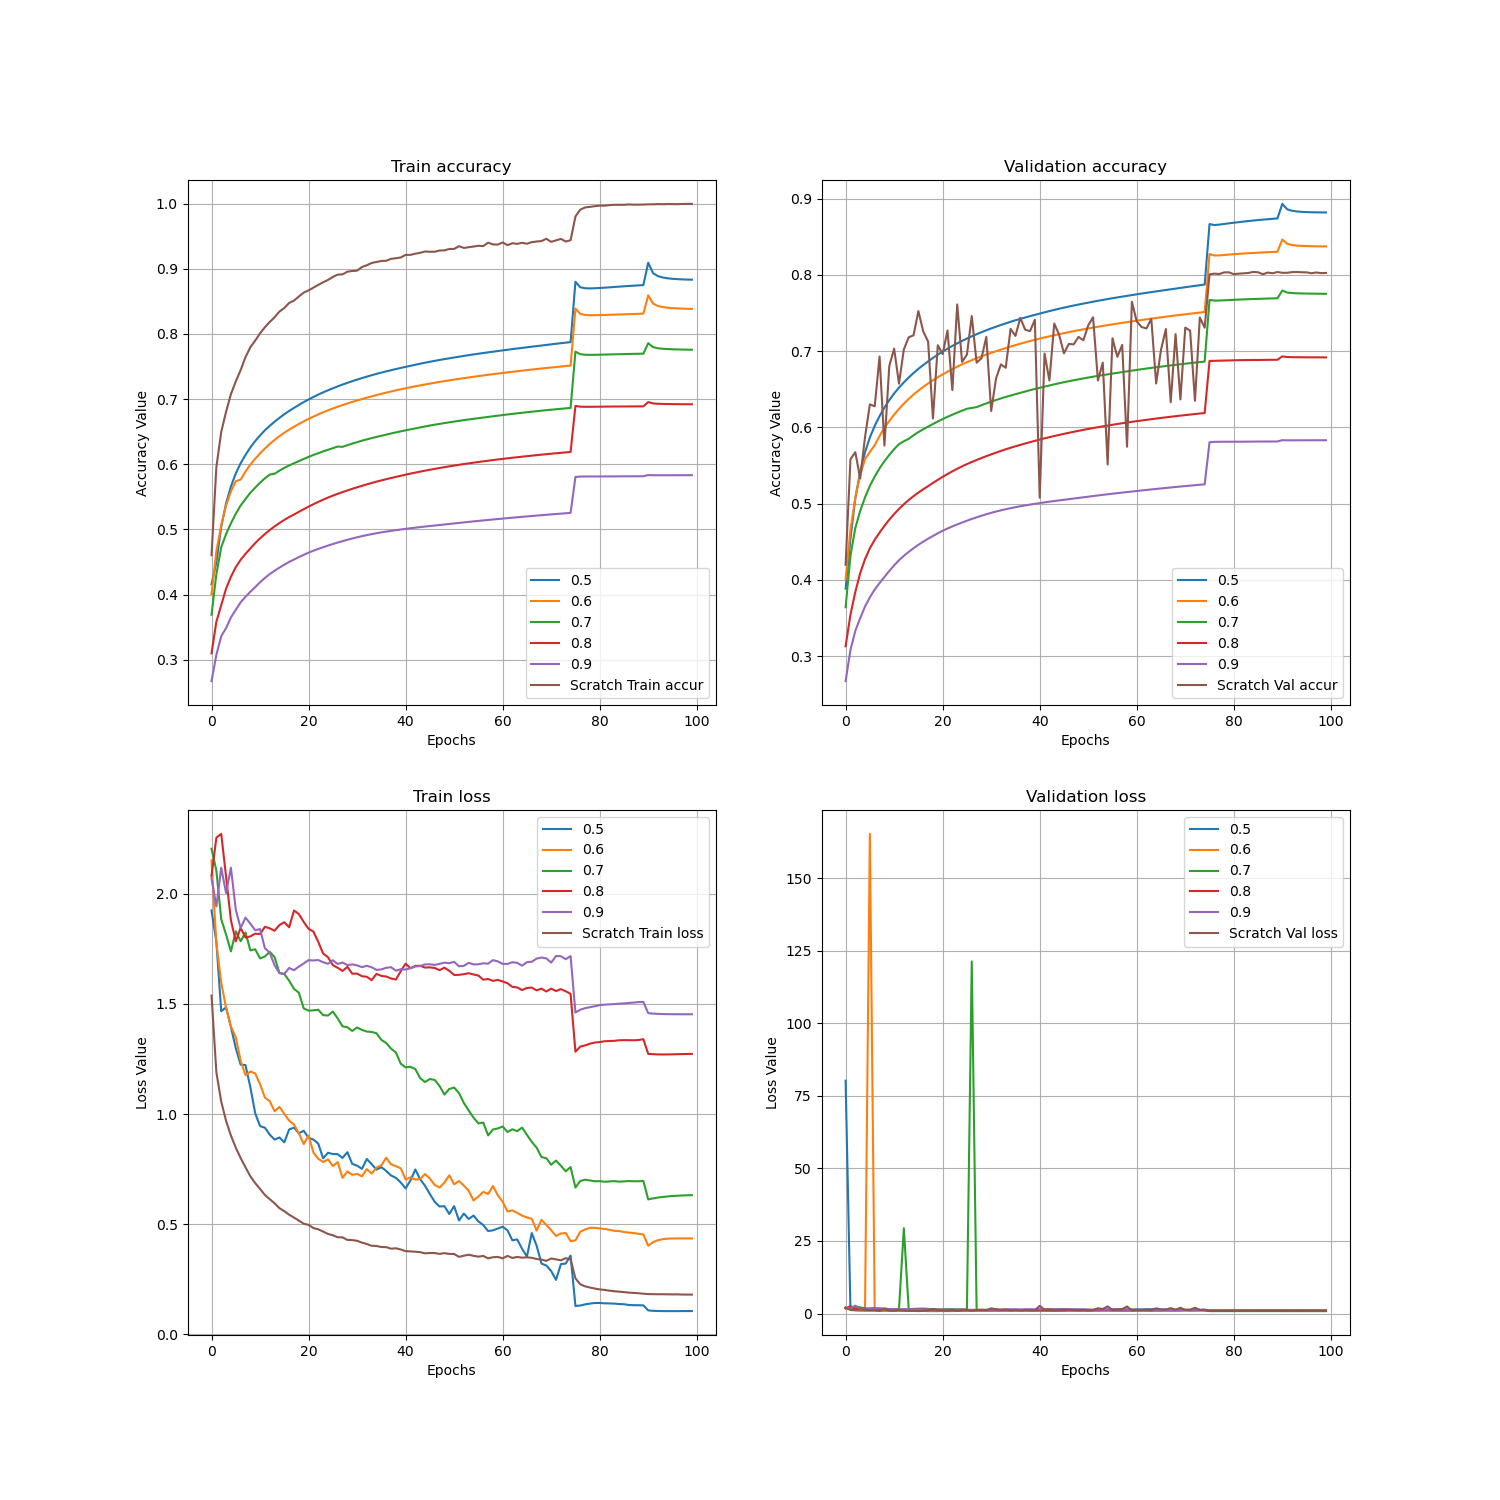 Train accuracy
Accuracy Value
1.0
0.9
0.8
0.7
0.6
0.5
0.4
0.3
0.5
0.6
0.7
0.8
0.9
Scratch Train accur
0 20 40 60 80 100
Epochs
Validation accuracy
Accuracy Value
0.9
0.8
0.7
0.6
0.5
0.4
0.3
0.5
0.6
0.7
0.8
0.9
Scratch Val accur
0 20 40 60 80 100
Epochs
Train loss
Loss Value
2.0
1.5
1.0
0.5
0.0
0.5
0.6
0.7
0.8
0.9
Scratch Train loss
0 20 40 60 80 100
Epochs
Validation loss
Loss Value
150
125
100
75
50
25
0
0.5
0.6
0.7
0.8
0.9
Scratch Val loss
0 20 40 60 80 100
Epochs